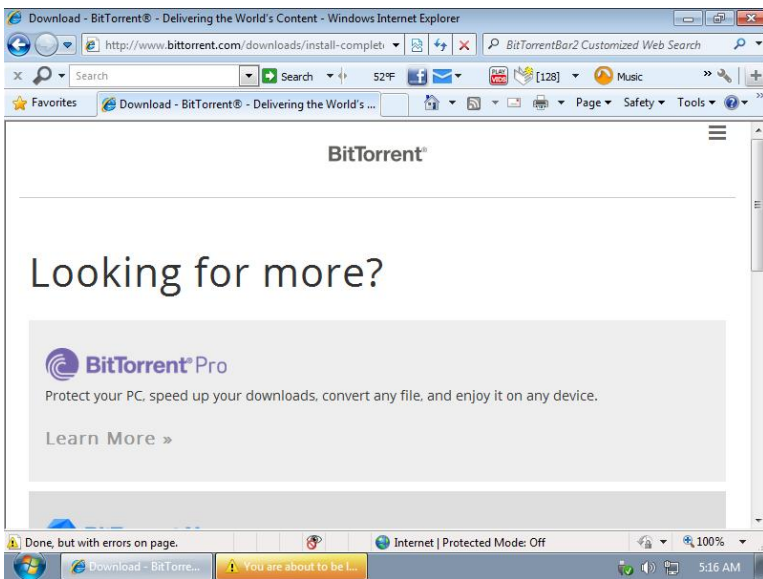 Download - BitTorrent® - Delivering the World's Content - Windows Internet Explorer
http://www.bittorrent.com/downloads/install-complet
BitTorrentBar2 Customized Web Search
x Search Search 52°F PLAY VIDEO [128] Music »
Favorites Download - BitTorrent® - Delivering the World's ... Page Safety Tools »
BitTorrent®
Looking for more?
BitTorrent® Pro
Protect your PC, speed up your downloads, convert any file, and enjoy it on any device.
Learn More »
Done, but with errors on page. Internet | Protected Mode: Off 100%
Download - BitTorre... You are about to be l... 5:16 AM